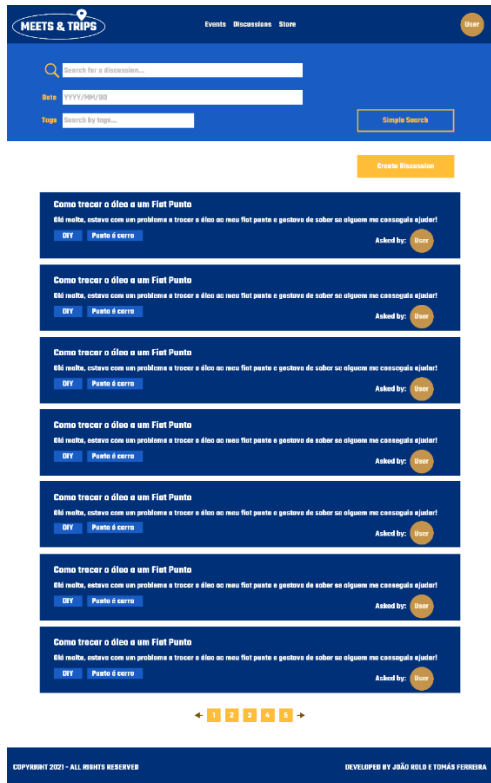 MEETS & TRIPS
Events Discussions Store
User
Search for a discussion...
Date YYYY/MM/DD
Tags Search by tags...
Simple Search
Create Discussion
Como trocar o óleo a um Fiat Punto
Olá malta, estava com um problema a trocar o óleo ao meu fiat punto e gostava de saber se alguem me conseguia ajudar!
DIY Punto é carro
Asked by: User
Como trocar o óleo a um Fiat Punto
Olá malta, estava com um problema a trocar o óleo ao meu fiat punto e gostava de saber se alguem me conseguia ajudar!
DIY Punto é carro
Asked by: User
Como trocar o óleo a um Fiat Punto
Olá malta, estava com um problema a trocar o óleo ao meu fiat punto e gostava de saber se alguem me conseguia ajudar!
DIY Punto é carro
Asked by: User
Como trocar o óleo a um Fiat Punto
Olá malta, estava com um problema a trocar o óleo ao meu fiat punto e gostava de saber se alguem me conseguia ajudar!
DIY Punto é carro
Asked by: User
Como trocar o óleo a um Fiat Punto
Olá malta, estava com um problema a trocar o óleo ao meu fiat punto e gostava de saber se alguem me conseguia ajudar!
DIY Punto é carro
Asked by: User
Como trocar o óleo a um Fiat Punto
Olá malta, estava com um problema a trocar o óleo ao meu fiat punto e gostava de saber se alguem me conseguia ajudar!
DIY Punto é carro
Asked by: User
Como trocar o óleo a um Fiat Punto
Olá malta, estava com um problema a trocar o óleo ao meu fiat punto e gostava de saber se alguem me conseguia ajudar!
DIY Punto é carro
Asked by: User
1 2 3 4 5
COPYRIGHT 2021 - ALL RIGHTS RESERVED
DEVELOPED BY JOÃO ROLO E TOMÁS FERREIRA